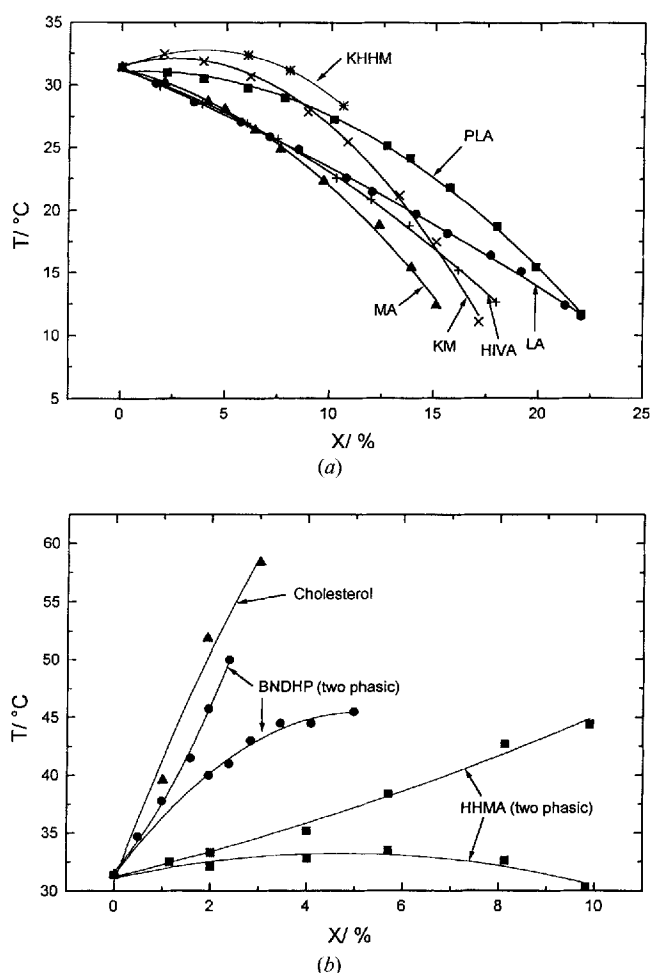 35
30
25
20
15
10
5
T/ °C
KHHM
PLA
MA
KM
HIVA
LA
0 5 10 15 20 25
X/ %
(a)
60
55
50
45
40
35
30
T/ °C
Cholesterol
BNDHP (two phasic)
HHMA (two phasic)
0 2 4 6 8 10
X/ %
(b)